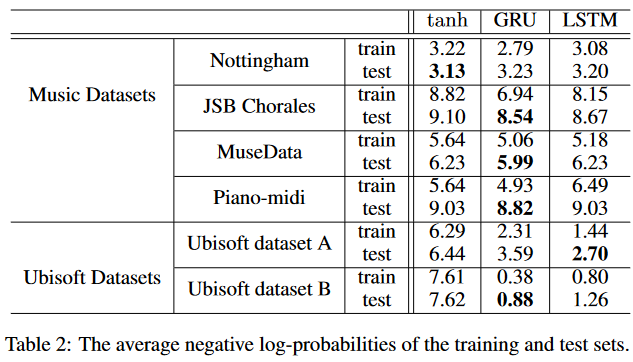 tanh GRU LSTM
Music Datasets Nottingham train 3.22 2.79 3.08
test 3.13 3.23 3.20
JSB Chorales train 8.82 6.94 8.15
test 9.10 8.54 8.67
MuseData train 5.64 5.06 5.18
test 6.23 5.99 6.23
Piano-midi train 5.64 4.93 6.49
test 9.03 8.82 9.03
Ubisoft Datasets Ubisoft dataset A train 6.29 2.31 1.44
test 6.44 3.59 2.70
Ubisoft dataset B train 7.61 0.38 0.80
test 7.62 0.88 1.26
Table 2: The average negative log-probabilities of the training and test sets.